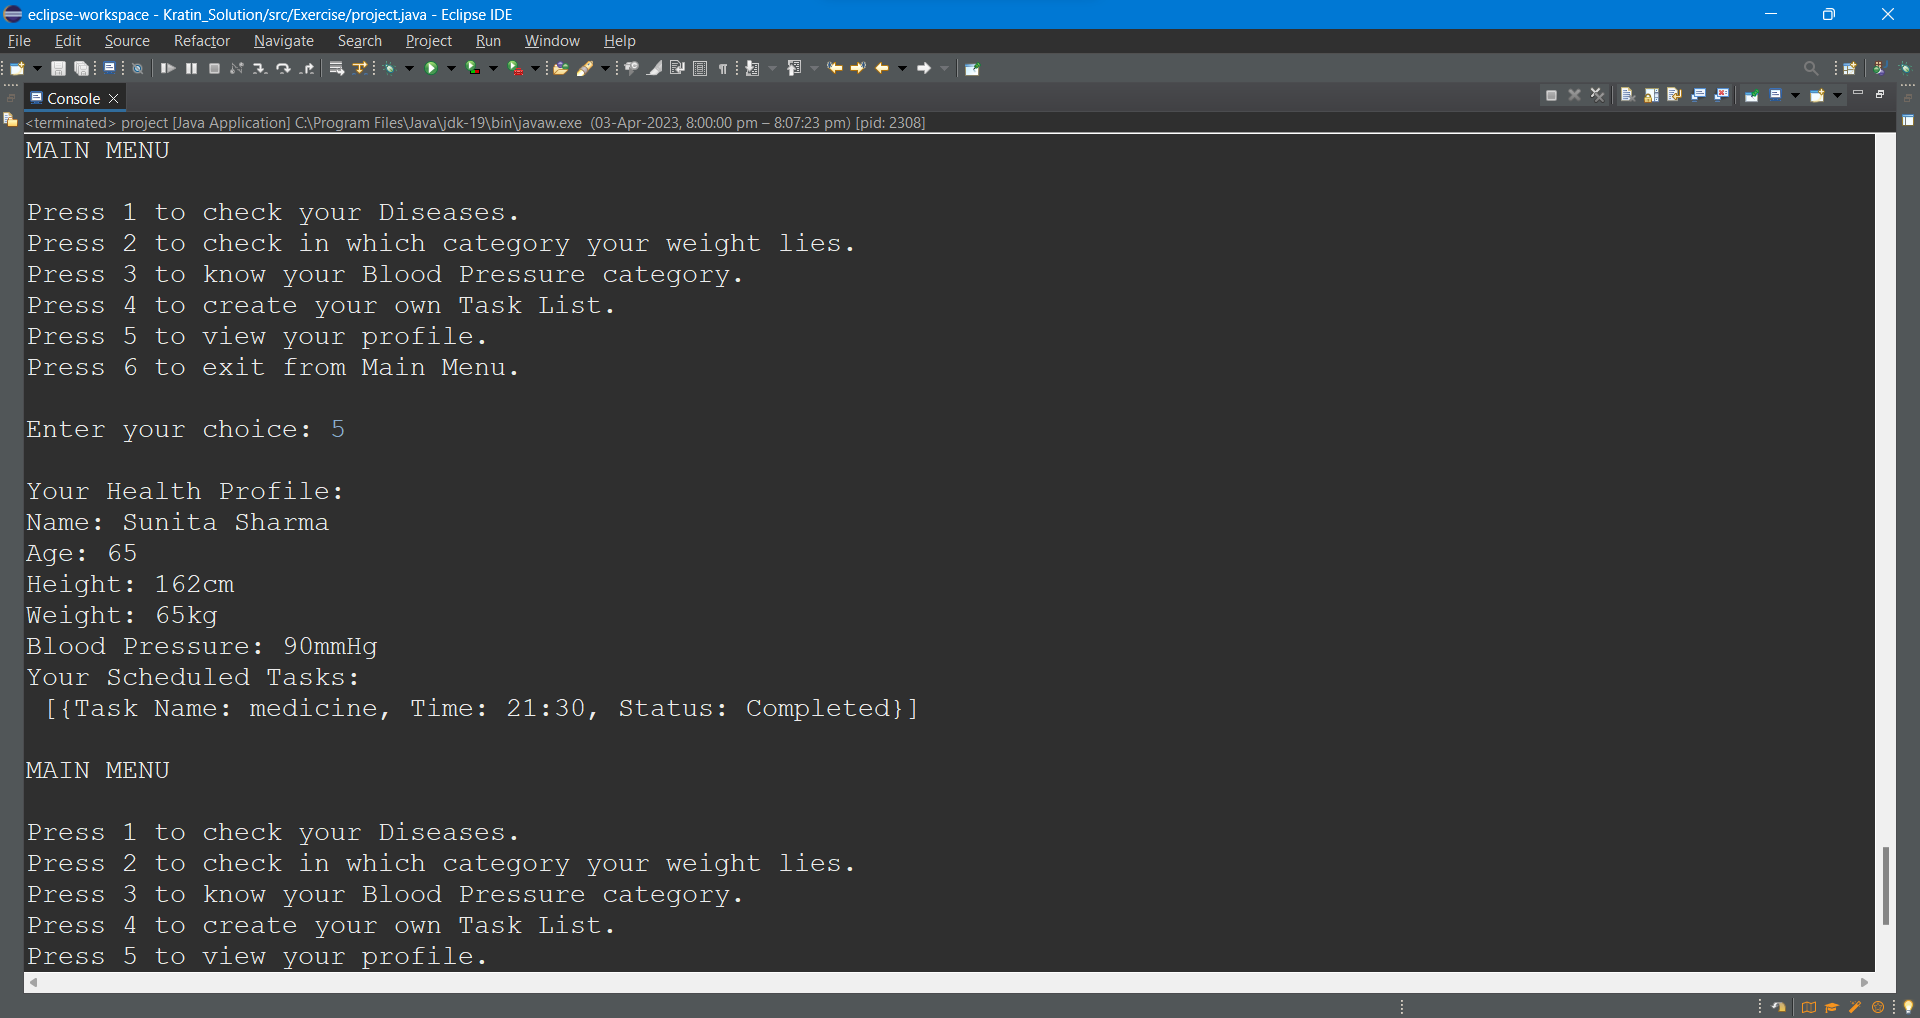 eclipse-workspace - Kratin_Solution/src/Exercise/project.java - Eclipse IDE
File Edit Source Refactor Navigate Search Project Run Window Help
Console
<terminated> project [Java Application] C:\Program Files\Java\jdk-19\bin\javaw.exe (03-Apr-2023, 8:00:00 pm – 8:07:23 pm) [pid: 2308]
MAIN MENU
Press 1 to check your Diseases.
Press 2 to check in which category your weight lies.
Press 3 to know your Blood Pressure category.
Press 4 to create your own Task List.
Press 5 to view your profile.
Press 6 to exit from Main Menu.
Enter your choice: 5
Your Health Profile:
Name: Sunita Sharma
Age: 65
Height: 162cm
Weight: 65kg
Blood Pressure: 90mmHg
Your Scheduled Tasks:
[{Task Name: medicine, Time: 21:30, Status: Completed}]
MAIN MENU
Press 1 to check your Diseases.
Press 2 to check in which category your weight lies.
Press 3 to know your Blood Pressure category.
Press 4 to create your own Task List.
Press 5 to view your profile.